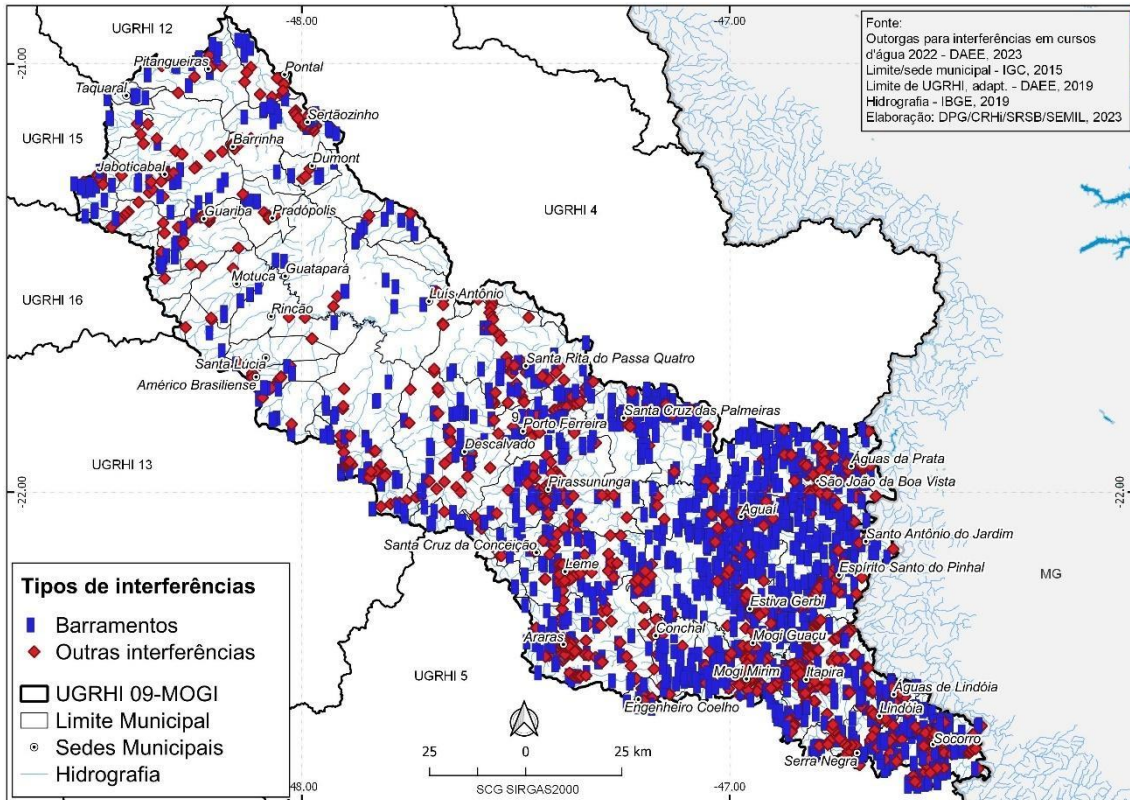 -48.00
-47.00
UGRHI 12
Fonte:
Outorgas para interferências em cursos
d'água 2022 - DAEE, 2023
Limite/sede municipal - IGC, 2015
Limite de UGRHI, adapt. - DAEE, 2019
Hidrografia - IBGE, 2019
Elaboração: DPG/CRHi/SRSB/SEMIL, 2023
-21.00
Pitangueiras
Pontal
Taquaral
Sertãozinho
UGRHI 15
Barrinha
Dumont
Jaboticabal
Guariba
Pradópolis
UGRHI 4
Guatapará
Motuca
UGRHI 16
Luís Antônio
Rincão
Santa Lúcia
Santa Rita do Passa Quatro
Américo Brasiliense
Santa Cruz das Palmeiras
9
Porto Ferreira
Descalvado
UGRHI 13
Águas da Prata
São João da Boa Vista
Pirassununga
-22.00
-22.00
Aguaí
Santo Antônio do Jardim
Santa Cruz da Conceição
Leme
Espírito Santo do Pinhal
MG
Estiva Gerbi
Conchal
Mogi Guaçu
Araras
UGRHI 5
Mogi Mirim
Itapira
Águas de Lindóia
Engenheiro Coelho
Lindóia
Socorro
Serra Negra
Tipos de interferências
Barramentos
Outras interferências
UGRHI 09-MOGI
Limite Municipal
Sedes Municipais
Hidrografia
25 0 25 km
SCG SIRGAS2000
-48.00
-47.00